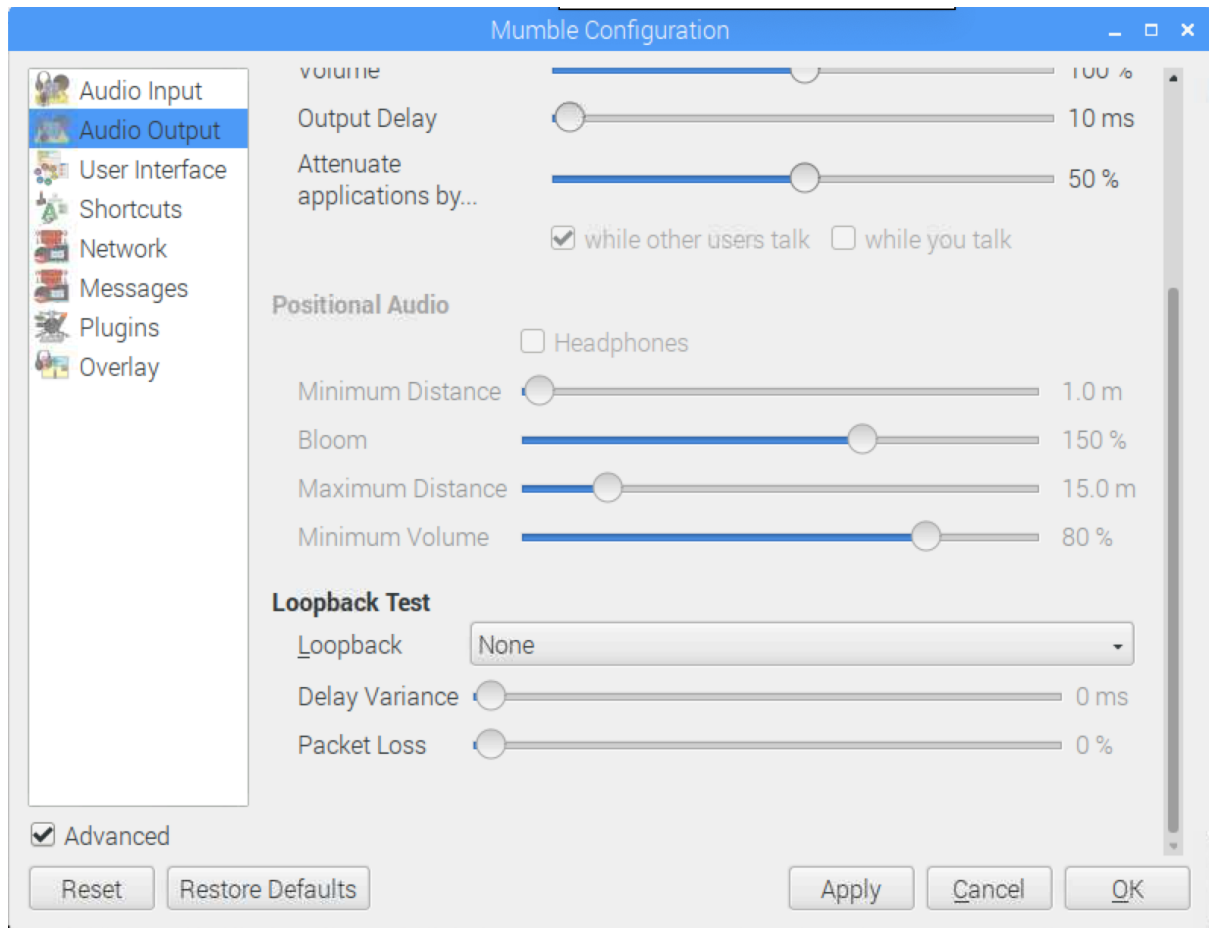 Mumble Configuration
Audio Input
Audio Output
User Interface
Shortcuts
Network
Messages
Plugins
Overlay
Volume 100 %
Output Delay 10 ms
Attenuate
applications by... 50 %
while other users talk while you talk
Positional Audio
Headphones
Minimum Distance 1.0 m
Bloom 150 %
Maximum Distance 15.0 m
Minimum Volume 80 %
Loopback Test
Loopback None
Delay Variance 0 ms
Packet Loss 0 %
Advanced
Reset Restore Defaults Apply Cancel OK